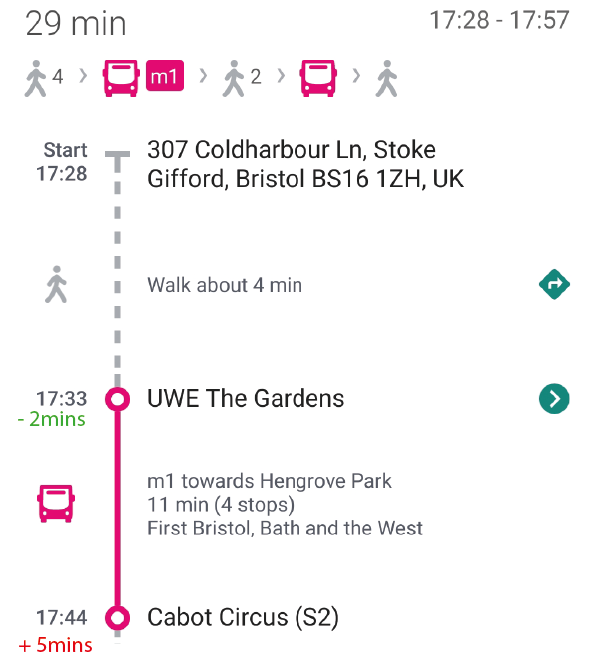 29 min
17:28 - 17:57
4
m1
2
Start
17:28
307 Coldharbour Ln, Stoke
Gifford, Bristol BS16 1ZH, UK
Walk about 4 min
17:33
- 2mins
UWE The Gardens
m1 towards Hengrove Park
11 min (4 stops)
First Bristol, Bath and the West
17:44
+ 5mins
Cabot Circus (S2)